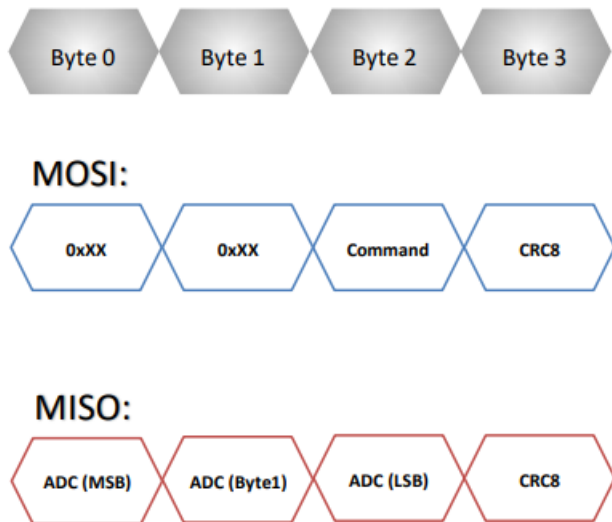 Byte 0 Byte 1 Byte 2 Byte 3
MOSI:
0xXX 0xXX Command CRC8
MISO:
ADC (MSB) ADC (Byte1) ADC (LSB) CRC8